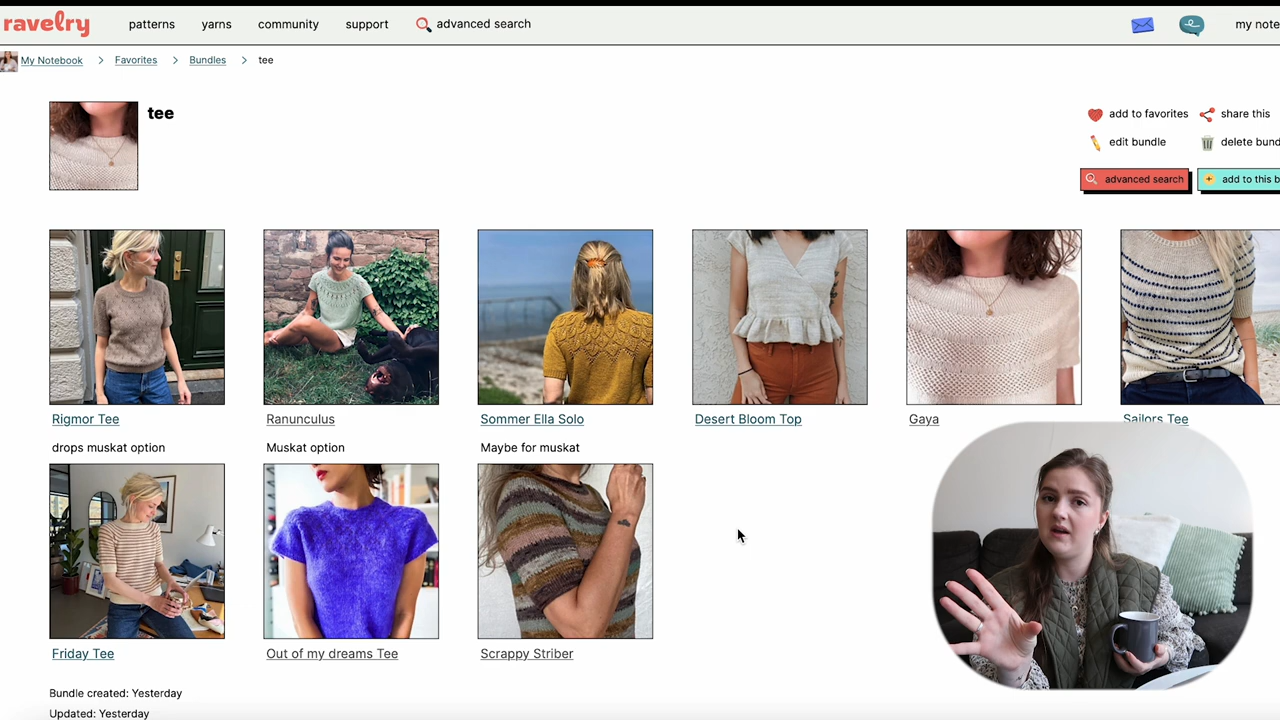 ravelry
patterns yarns community support advanced search my note
My Notebook > Favorites > Bundles > tee
tee
add to favorites share this
edit bundle delete bund
advanced search add to this b
Rigmor Tee Ranunculus Sommer Ella Solo Desert Bloom Top Gaya Sailors Tee
drops muskat option Muskat option Maybe for muskat
Friday Tee Out of my dreams Tee Scrappy Striber
Bundle created: Yesterday
Updated: Yesterday